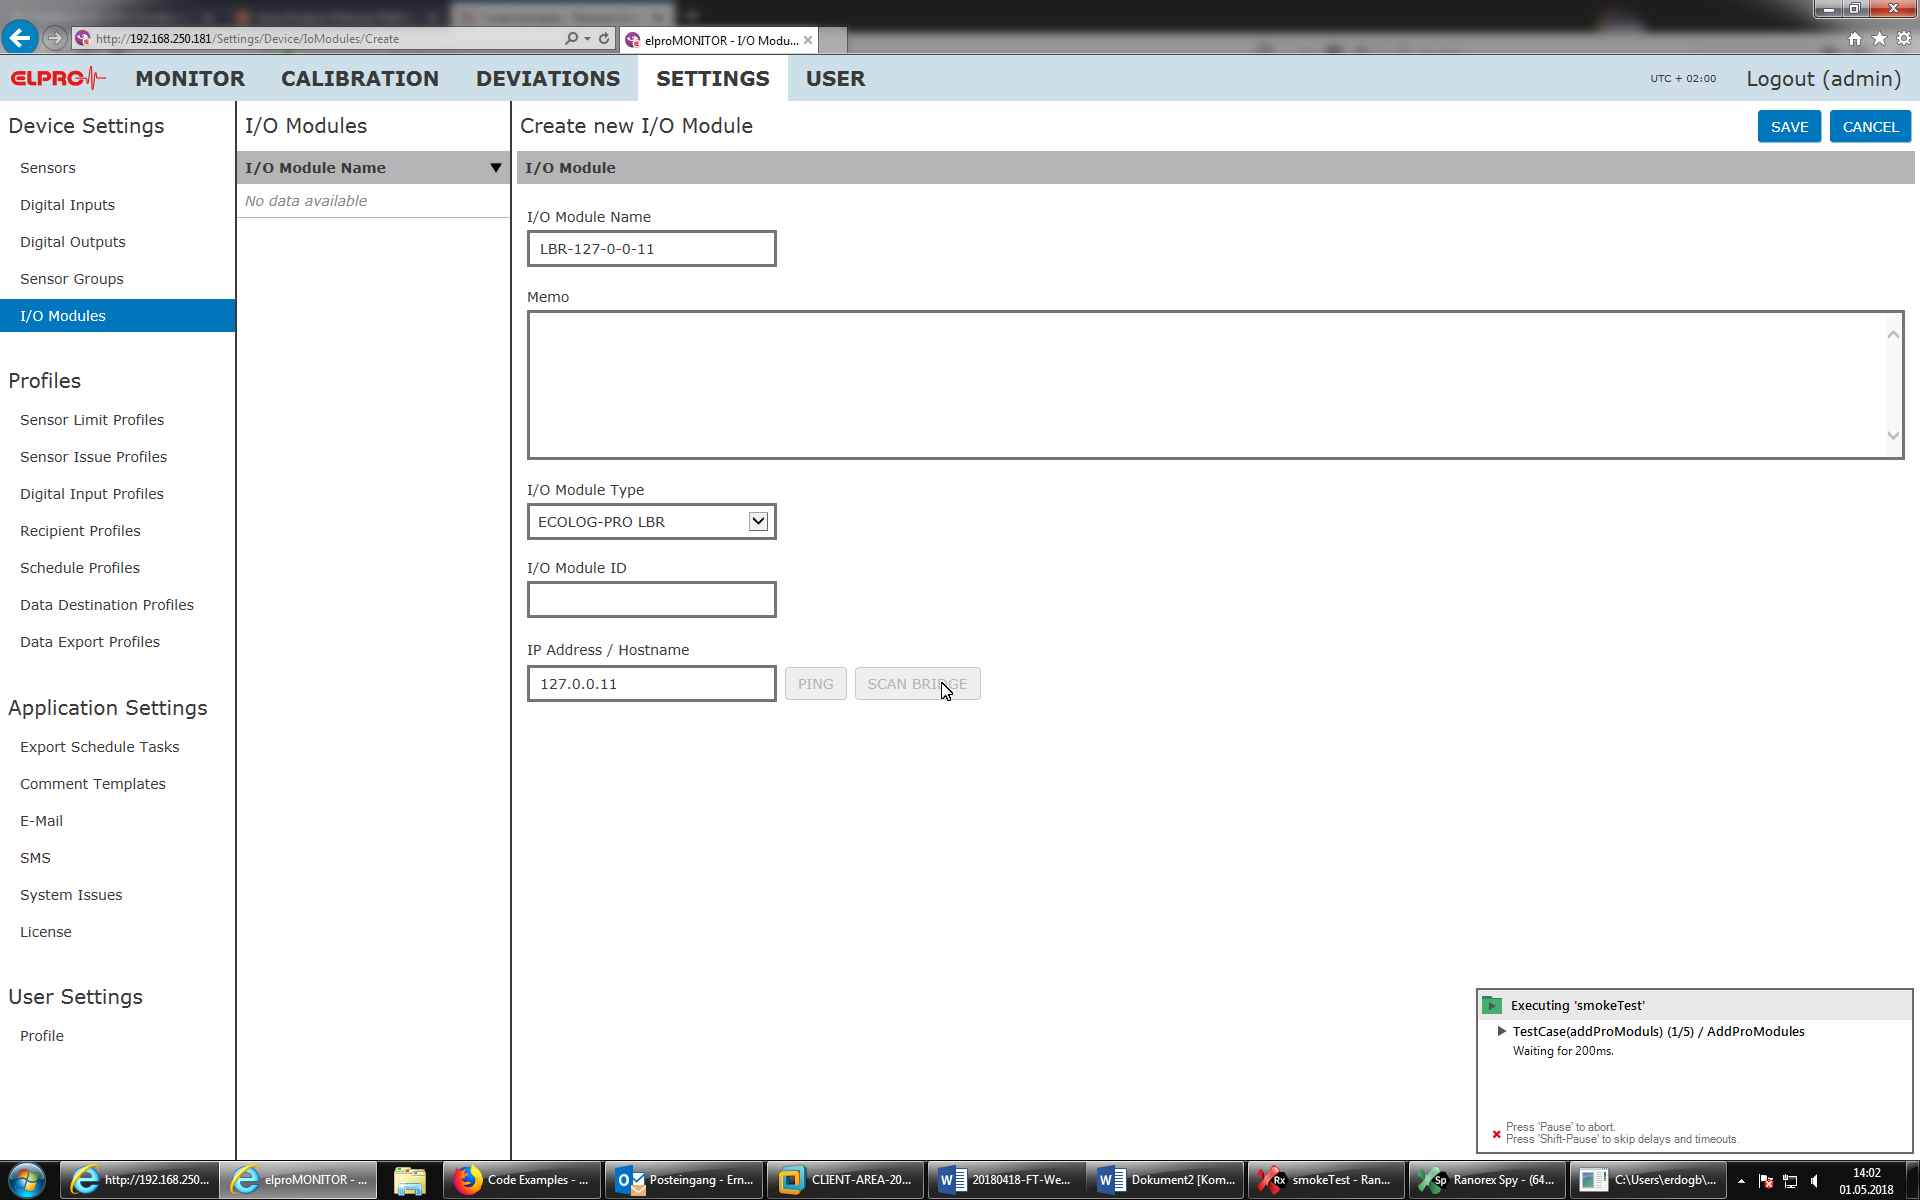 http://192.168.250.181/Settings/Device/IoModules/Create
elproMONITOR - I/O Modu...
ELPRO
MONITOR
CALIBRATION
DEVIATIONS
SETTINGS
USER
UTC + 02:00
Logout (admin)
Device Settings
Sensors
Digital Inputs
Digital Outputs
Sensor Groups
I/O Modules
Profiles
Sensor Limit Profiles
Sensor Issue Profiles
Digital Input Profiles
Recipient Profiles
Schedule Profiles
Data Destination Profiles
Data Export Profiles
Application Settings
Export Schedule Tasks
Comment Templates
E-Mail
SMS
System Issues
License
User Settings
Profile
I/O Modules
I/O Module Name
No data available
Create new I/O Module
SAVE
CANCEL
I/O Module
I/O Module Name
LBR-127-0-0-11
Memo
I/O Module Type
ECOLOG-PRO LBR
I/O Module ID
IP Address / Hostname
127.0.0.11
PING
SCAN BRIDGE
Executing 'smokeTest'
TestCase(addProModuls) (1/5) / AddProModules
Waiting for 200ms.
Press 'Pause' to abort.
Press 'Shift-Pause' to skip delays and timeouts.
http://192.168.250...
elproMONITOR - ...
Code Examples - ...
Posteingang - Ern...
CLIENT-AREA-20...
20180418-FT-We...
Dokument2 [Kom...
smokeTest - Ran...
Ranorex Spy - (64...
C:\Users\erdogb\...
14:02
01.05.2018